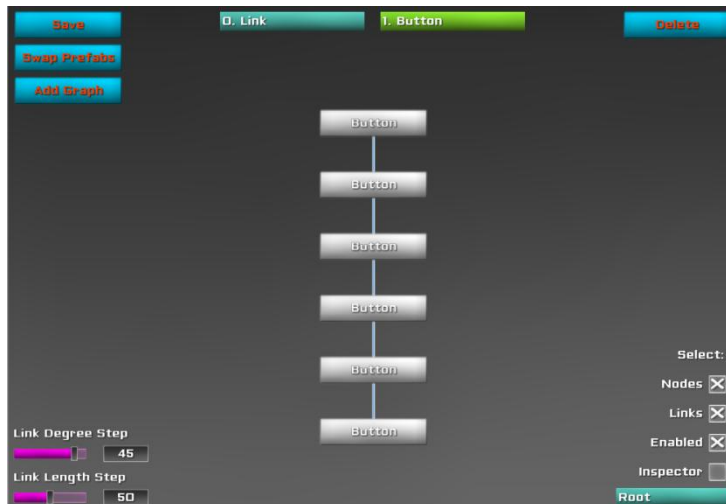 Save
0. Link
1. Button
Delete
Swap Prefabs
Add Graph
Button
Button
Button
Button
Button
Button
Select:
Nodes
Links
Enabled
Inspector
Root
Link Degree Step
45
Link Length Step
50